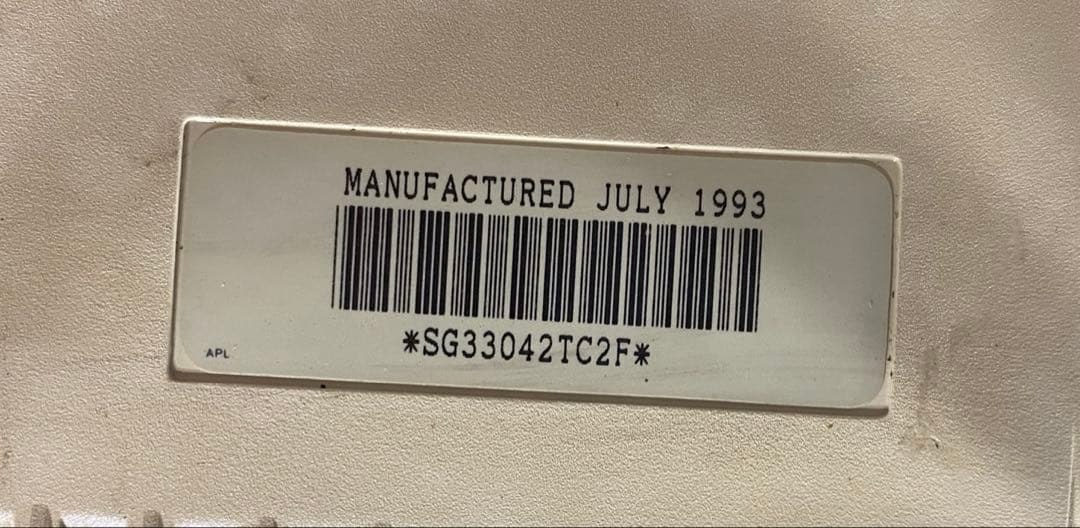 MANUFACTURED JULY 1993
*SG33042TC2F*
APL